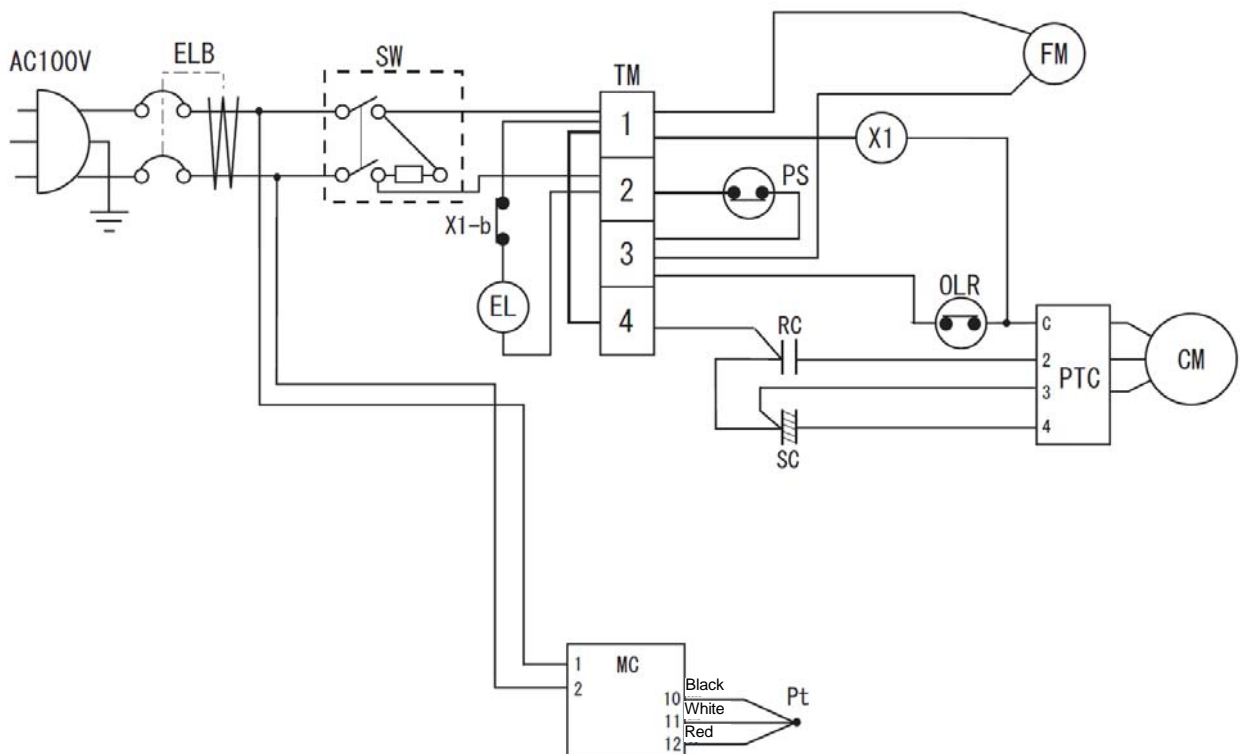 AC100V
ELB
SW
TM
FM
1
X1
PS
2
X1-b
3
EL
OLR
4
RC
C
2
PTC
CM
3
4
SC
MC
1
2
10
Black
Pt
11
White
12
Red